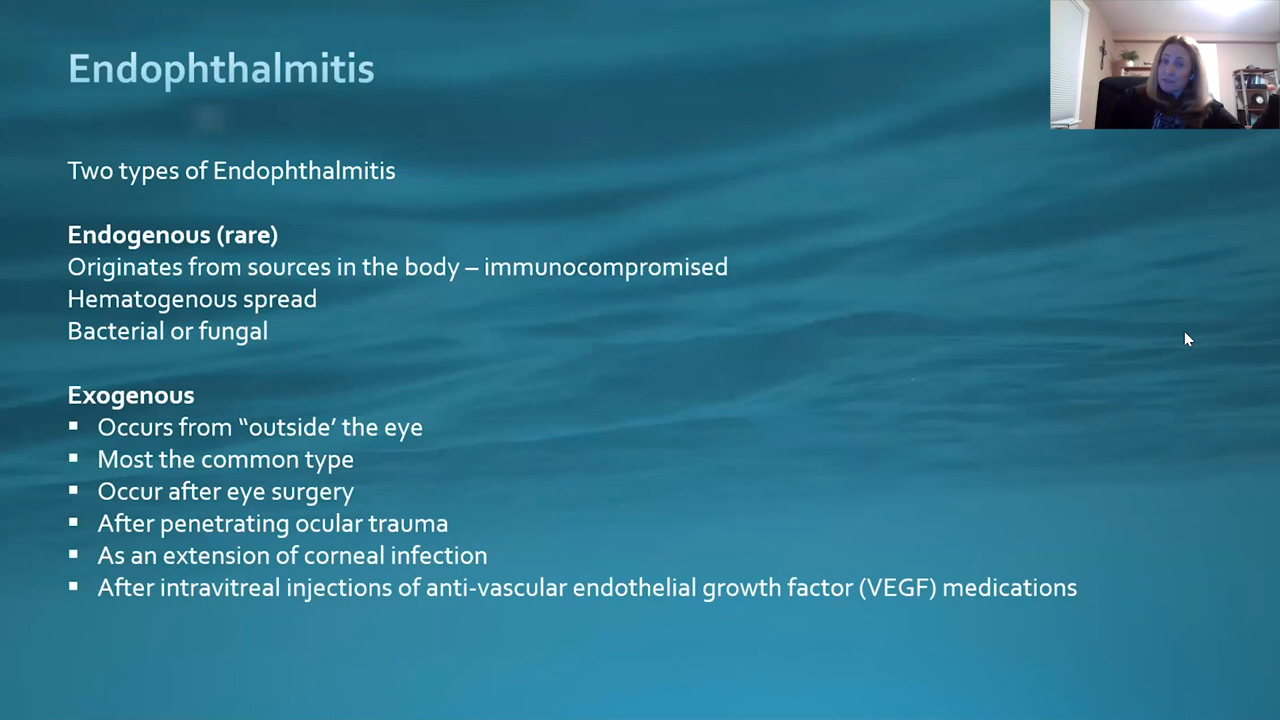 Endophthalmitis
Two types of Endophthalmitis
Endogenous (rare)
Originates from sources in the body – immunocompromised
Hematogenous spread
Bacterial or fungal
Exogenous
▪ Occurs from “outside’ the eye
▪ Most the common type
▪ Occur after eye surgery
▪ After penetrating ocular trauma
▪ As an extension of corneal infection
▪ After intravitreal injections of anti-vascular endothelial growth factor (VEGF) medications